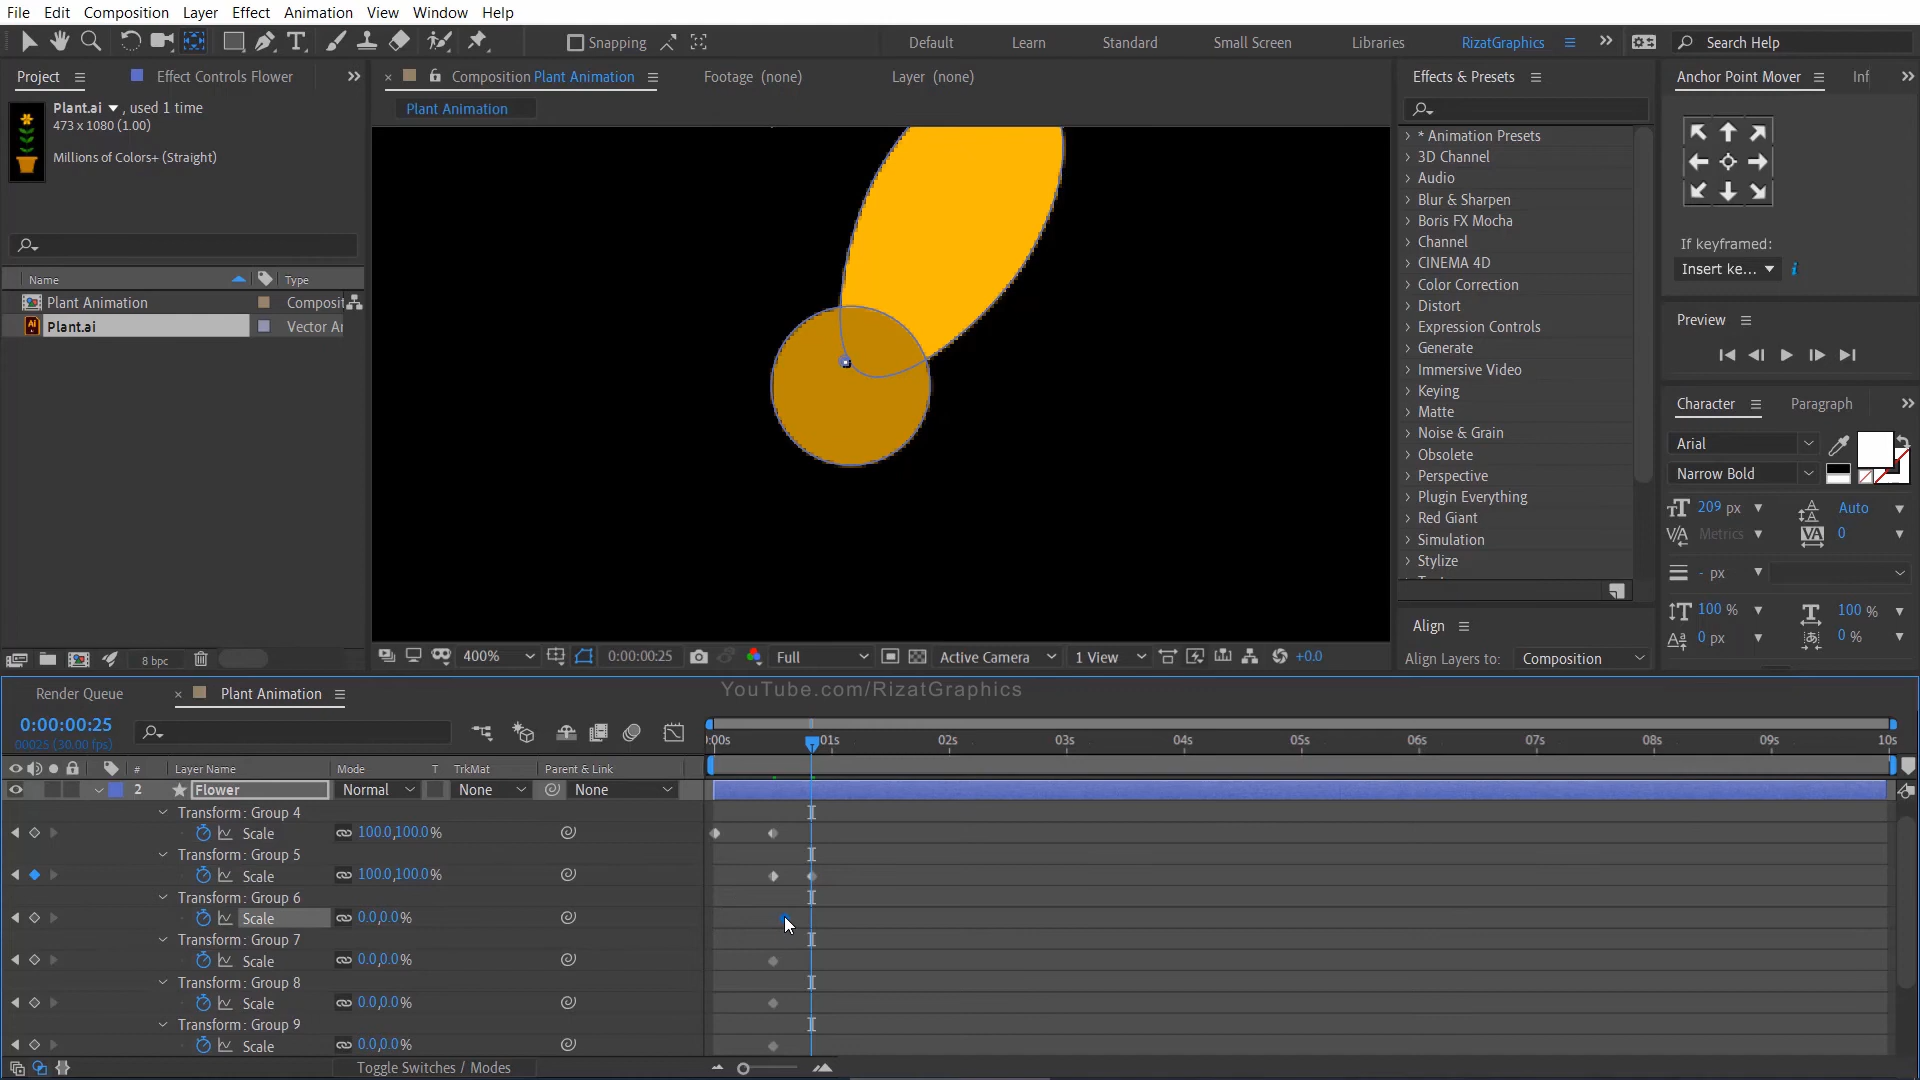 File Edit Composition Layer Effect Animation View Window Help
Snapping
Default Learn Standard Small Screen Libraries RizatGraphics Search Help
Project Effect Controls Flower
Plant.ai , used 1 time
473 x 1080 (1.00)
Millions of Colors+ (Straight)
Name Type
Plant Animation Composit
Plant.ai Vector Ar
8 bpc
Composition Plant Animation Footage (none) Layer (none)
Plant Animation
400% 0:00:00:25 Full Active Camera 1 View +0.0
Effects & Presets
* Animation Presets
3D Channel
Audio
Blur & Sharpen
Boris FX Mocha
Channel
CINEMA 4D
Color Correction
Distort
Expression Controls
Generate
Immersive Video
Keying
Matte
Noise & Grain
Obsolete
Perspective
Plugin Everything
Red Giant
Simulation
Stylize
Align
Align Layers to: Composition
Anchor Point Mover Inf
If keyframed:
Insert ke...
Preview
Character Paragraph
Arial
Narrow Bold
209 px Auto
Metrics 0
- px
100 % 100 %
0 px 0 %
Render Queue Plant Animation
YouTube.com/RizatGraphics
0:00:00:25
00025 (30.00 fps)
:00s 01s 02s 03s 04s 05s 06s 07s 08s 09s 10s
# Layer Name Mode T TrkMat Parent & Link
2 Flower Normal None None
Transform: Group 4
Scale 100.0,100.0%
Transform: Group 5
Scale 100.0,100.0%
Transform: Group 6
Scale 0.0,0.0%
Transform: Group 7
Scale 0.0,0.0%
Transform: Group 8
Scale 0.0,0.0%
Transform: Group 9
Scale 0.0,0.0%
Toggle Switches / Modes